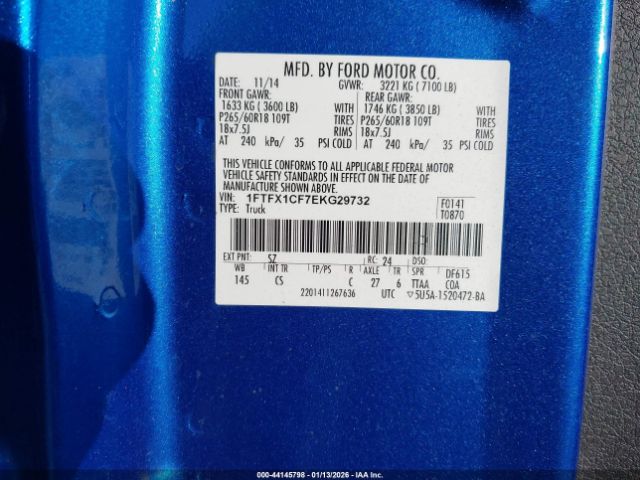 MFD. BY FORD MOTOR CO.
DATE: 11/14 GVWR: 3221 KG ( 7100 LB)
FRONT GAWR: REAR GAWR:
1633 KG ( 3600 LB) WITH 1746 KG ( 3850 LB) WITH
P265/60R18 109T TIRES P265/60R18 109T TIRES
18x7.5J RIMS 18x7.5J RIMS
AT 240 kPa/ 35 PSI COLD AT 240 kPa/ 35 PSI COLD
THIS VEHICLE CONFORMS TO ALL APPLICABLE FEDERAL MOTOR
VEHICLE SAFETY STANDARDS IN EFFECT ON THE DATE OF
MANUFACTURE SHOWN ABOVE.
VIN: 1FTFX1CF7EKG29732 F0141
TYPE: Truck T0870
EXT PNT: SZ RC: 24 DSO:
WB INT TR TP/PS R AXLE TR SPR DF615
145 CS C 27 6 TTAA COA
2201411267636 UTC ▽5U5A-1520472-BA
000-44145798 - 01/13/2026 - IAA Inc.